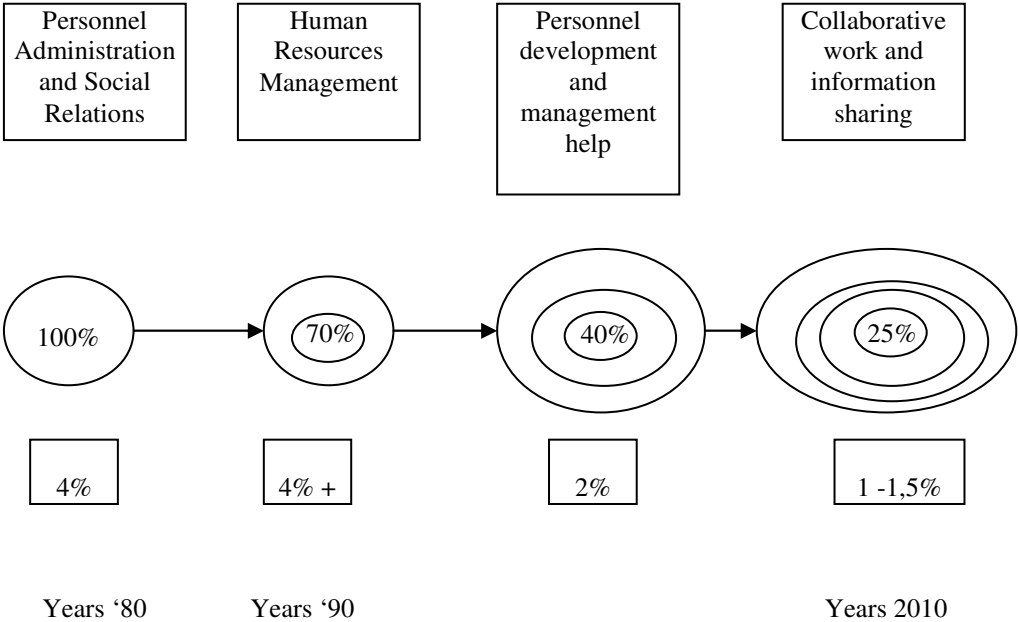 Personnel
Administration
and Social
Relations
Human
Resources
Management
Personnel
development
and
management
help
Collaborative
work and
information
sharing
100%
70%
40%
25%
4%
4% +
2%
1 -1,5%
Years ‘80
Years ‘90
Years 2010